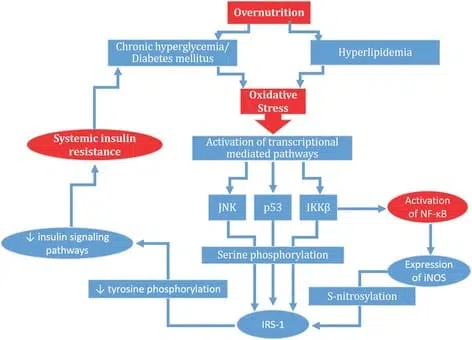 Overnutrition
Chronic hyperglycemia/
Diabetes mellitus
Hyperlipidemia
Oxidative
Stress
Systemic insulin
resistance
Activation of transcriptional
mediated pathways
JNK
p53
IKKβ
Activation
of NF-κB
↓ insulin signaling
pathways
Serine phosphorylation
Expression
of iNOS
↓ tyrosine phosphorylation
S-nitrosylation
IRS-1